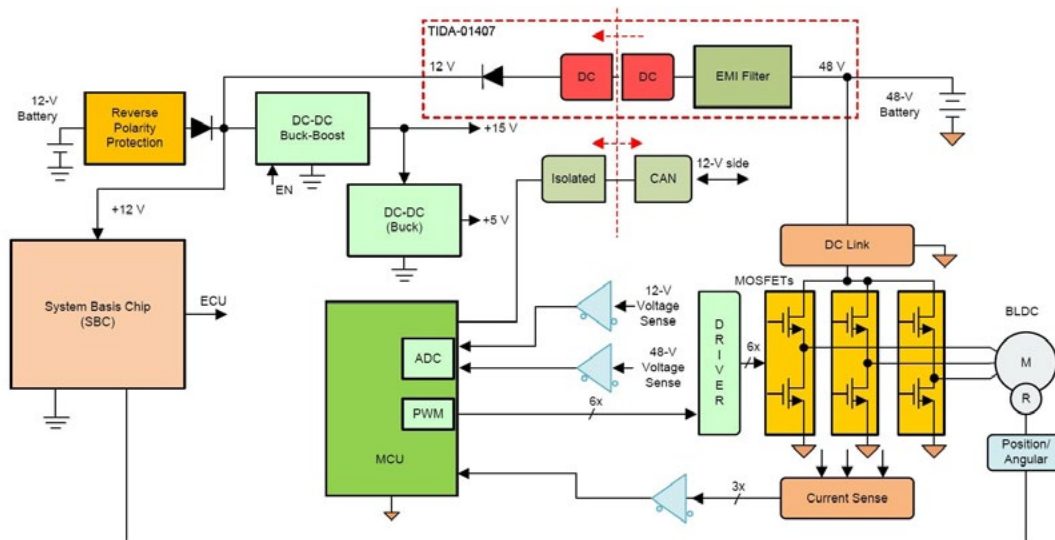 TIDA-01407
12 V
DC
DC
EMI Filter
48 V
12-V
Battery
Reverse
Polarity
Protection
DC-DC
Buck-Boost
+15 V
48-V
Battery
EN
Isolated
CAN
12-V side
+12 V
DC-DC
(Buck)
+5 V
System Basis Chip
(SBC)
ECU
DC Link
MOSFETs
12-V
Voltage
Sense
48-V
Voltage
Sense
DRIVER
6x
BLDC
M
R
ADC
PWM
6x
MCU
Position/
Angular
3x
Current Sense